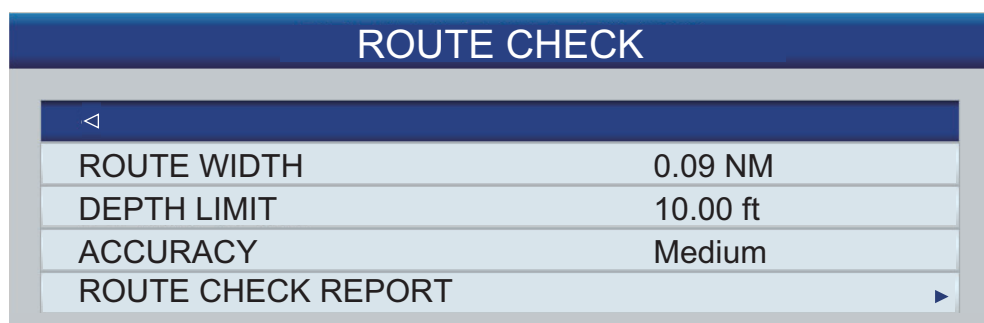 ROUTE CHECK
ROUTE WIDTH 0.09 NM
DEPTH LIMIT 10.00 ft
ACCURACY Medium
ROUTE CHECK REPORT